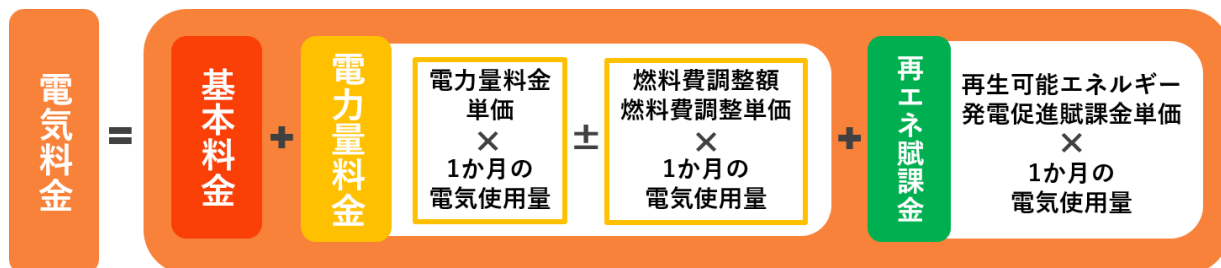 電気料金
=
基本料金
+
電力量料金
電力量料金
単価
×
1か月の
電気使用量
±
燃料費調整額
燃料費調整単価
×
1か月の
電気使用量
+
再エネ賦課金
再生可能エネルギー
発電促進賦課金単価
×
1か月の
電気使用量